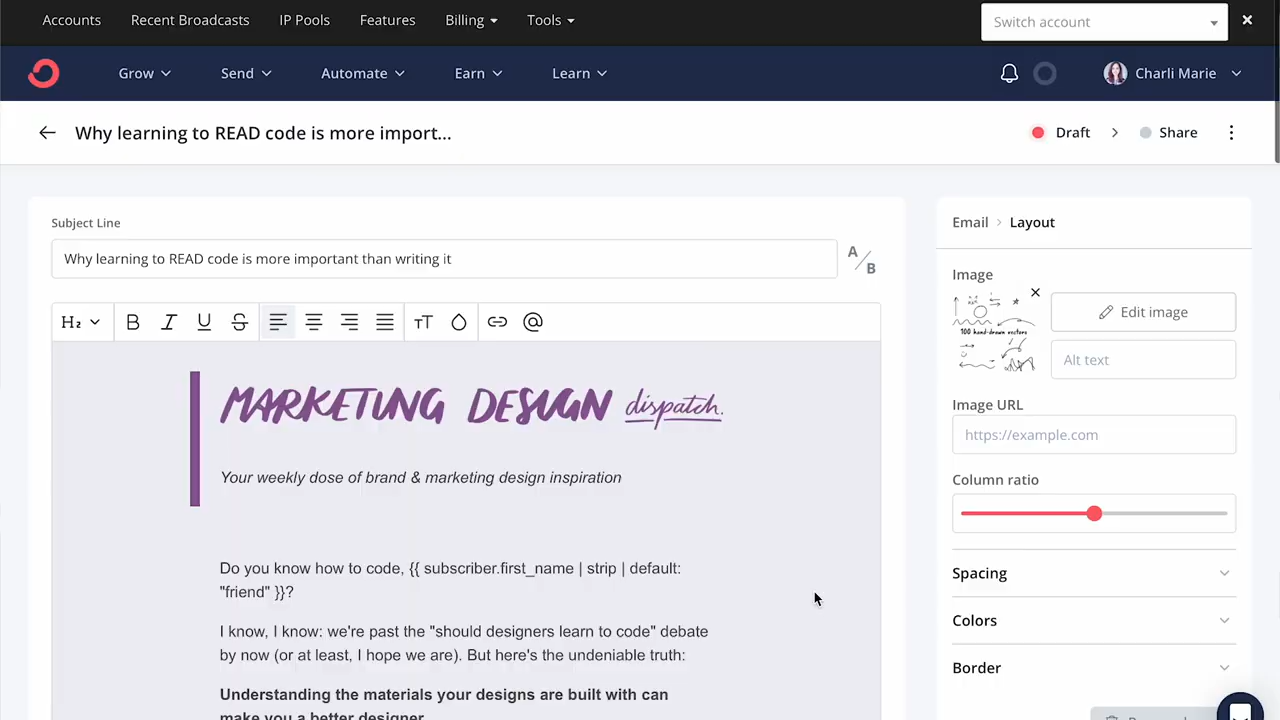 Accounts Recent Broadcasts IP Pools Features Billing Tools Switch account
Grow Send Automate Earn Learn Charli Marie
Why learning to READ code is more import... Draft Share
Subject Line
Why learning to READ code is more important than writing it
A/B
H₂ B I U S TT @
MARKETING DESIGN dispatch.
Your weekly dose of brand & marketing design inspiration
Do you know how to code, {{ subscriber.first_name | strip | default:
"friend" }}?
I know, I know: we're past the "should designers learn to code" debate
by now (or at least, I hope we are). But here's the undeniable truth:
Understanding the materials your designs are built with can
make you a better designer
Email > Layout
Image
100 hand-drawn vectors
Edit image
Alt text
Image URL
https://example.com
Column ratio
Spacing
Colors
Border